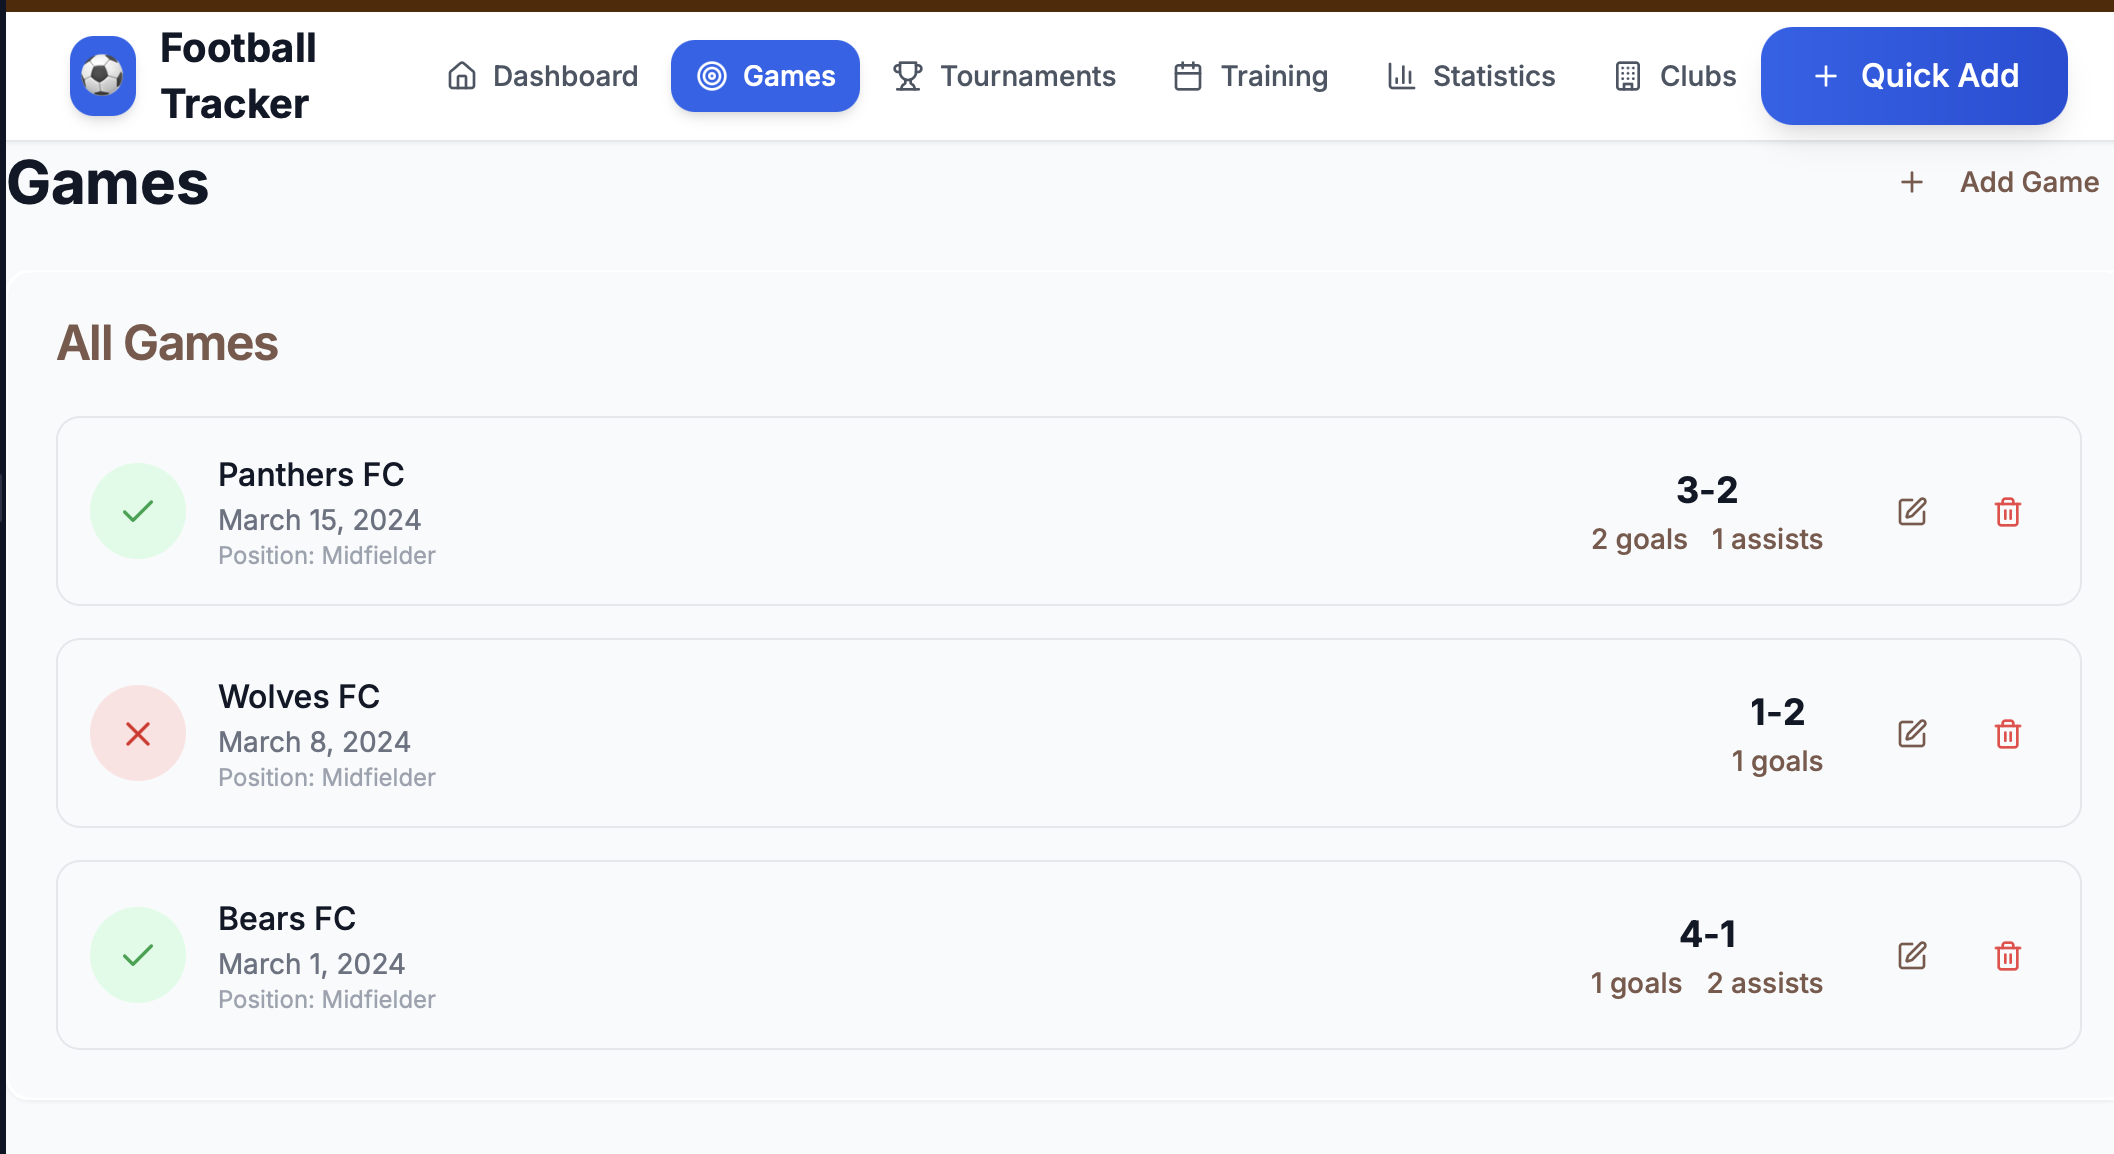 Football
Tracker
Dashboard
Games
Tournaments
Training
Statistics
Clubs
Quick Add
Games
Add Game
All Games
Panthers FC
March 15, 2024
Position: Midfielder
3-2
2 goals 1 assists
Wolves FC
March 8, 2024
Position: Midfielder
1-2
1 goals
Bears FC
March 1, 2024
Position: Midfielder
4-1
1 goals 2 assists